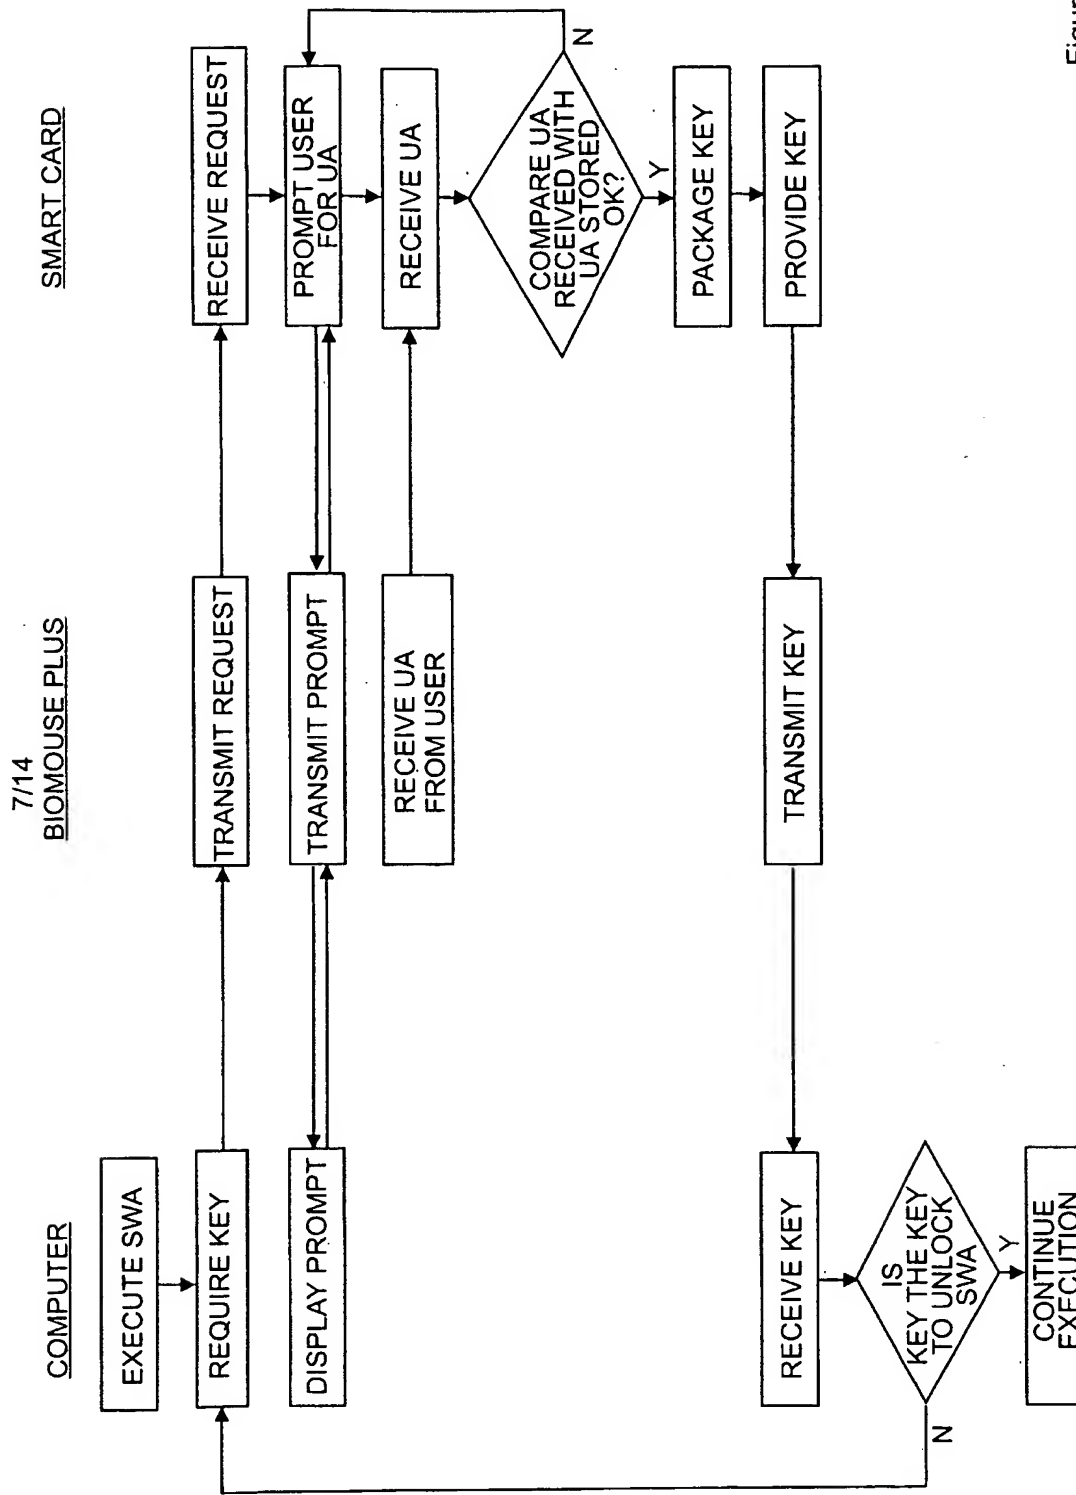 7/14
COMPUTER
BIOMOUSE PLUS
SMART CARD
EXECUTE SWA
REQUIRE KEY
TRANSMIT REQUEST
RECEIVE REQUEST
DISPLAY PROMPT
TRANSMIT PROMPT
PROMPT USER
FOR UA
RECEIVE UA
FROM USER
RECEIVE UA
COMPARE UA
RECEIVED WITH
UA STORED
OK?
N
Y
PACKAGE KEY
PROVIDE KEY
TRANSMIT KEY
RECEIVE KEY
IS
KEY THE KEY
TO UNLOCK
SWA
N
Y
CONTINUE
EXECUTION